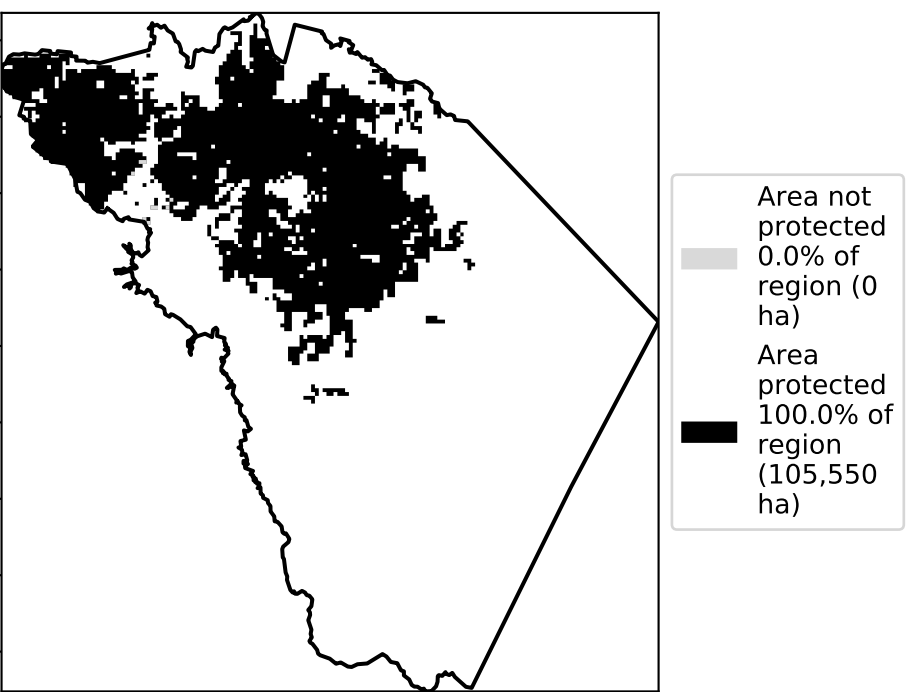 Area not
protected
0.0% of
region (0
ha)
Area
protected
100.0% of
region
(105,550
ha)